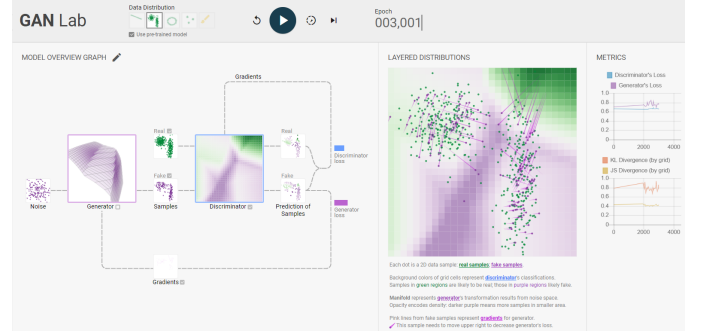 GAN Lab
Data Distribution
Use pre-trained model
Epoch
003,001
MODEL OVERVIEW GRAPH
Gradients
Real
Fake
Noise
Generator
Samples
Discriminator
Real
Fake
Prediction of
Samples
Discriminator
loss
Generator
loss
Gradients
LAYERED DISTRIBUTIONS
Each dot is a 2D data sample: real samples; fake samples.
Background colors of grid cells represent discriminator's classifications.
Samples in green regions are likely to be real; those in purple regions likely fake.
Manifold represents generator's transformation results from noise space.
Opacity encodes density: darker purple means more samples in smaller area.
Pink lines from fake samples represent gradients for generator.
This sample needs to move upper right to decrease generator's loss.
METRICS
Discriminator's Loss
Generator's Loss
1.0
0.8
0.6
0.4
0.2
0
0 2000 4000
KL Divergence (by grid)
JS Divergence (by grid)
1.0
0.8
0.6
0.4
0.2
0
0 2000 4000